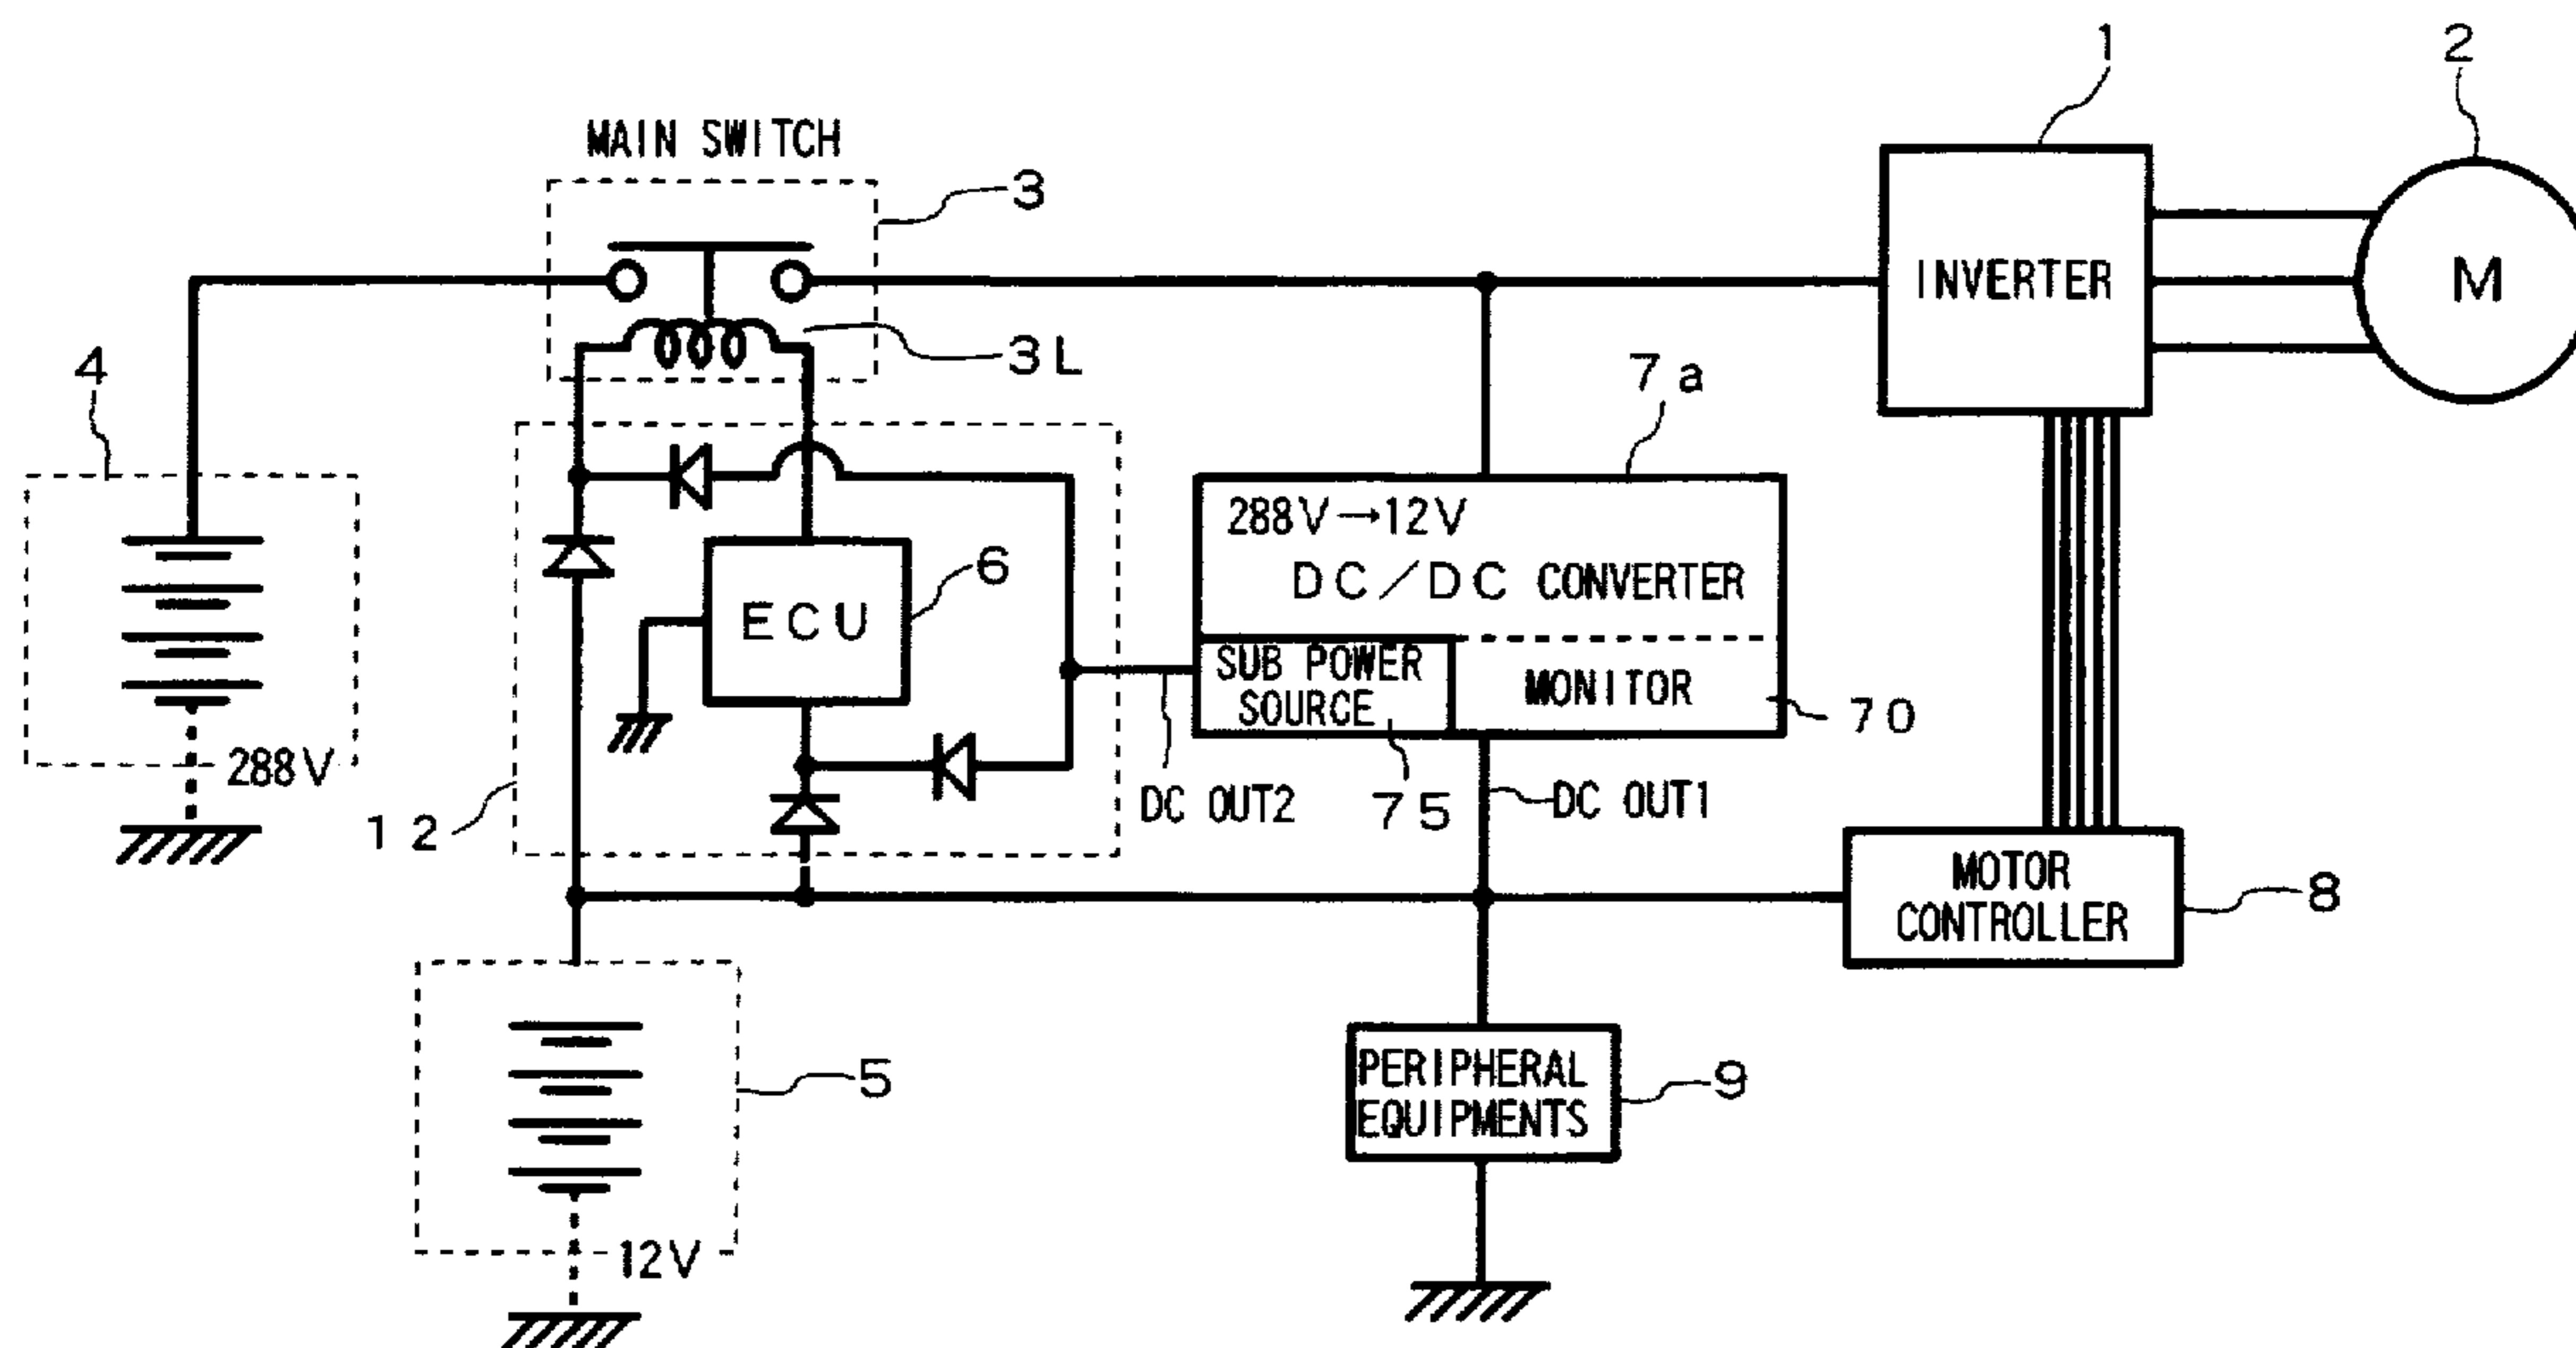 1
2
MAIN SWITCH
3
INVERTER
M
3L
4
7a
288V→12V
DC/DC CONVERTER
6
ECU
SUB POWER
SOURCE
MONITOR
70
288V
DC OUT2
75
DC OUT1
12
MOTOR
CONTROLLER
8
5
PERIPHERAL
EQUIPMENTS
9
12V